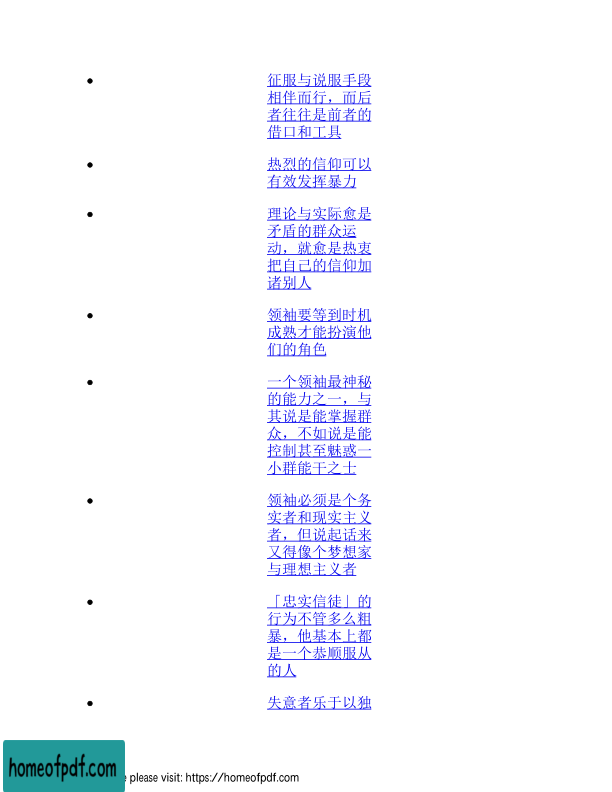 征服与说服手段
相伴而行，而后
者往往是前者的
借口和工具
热烈的信仰可以
有效发挥暴力
理论与实际愈是
矛盾的群众运
动，就愈是热衷
把自己的信仰加
诸别人
领袖要等到时机
成熟才能扮演他
们的角色
一个领袖最神秘
的能力之一，与
其说是能掌握群
众，不如说是能
控制甚至魅惑一
小群能干之士
领袖必须是个务
实者和现实主义
者，但说起话来
又得像个梦想家
与理想主义者
「忠实信徒」的
行为不管多么粗
暴，他基本上都
是一个恭顺服从
的人
失意者乐于以独
homeofpdf.com
please visit: https://homeofpdf.com